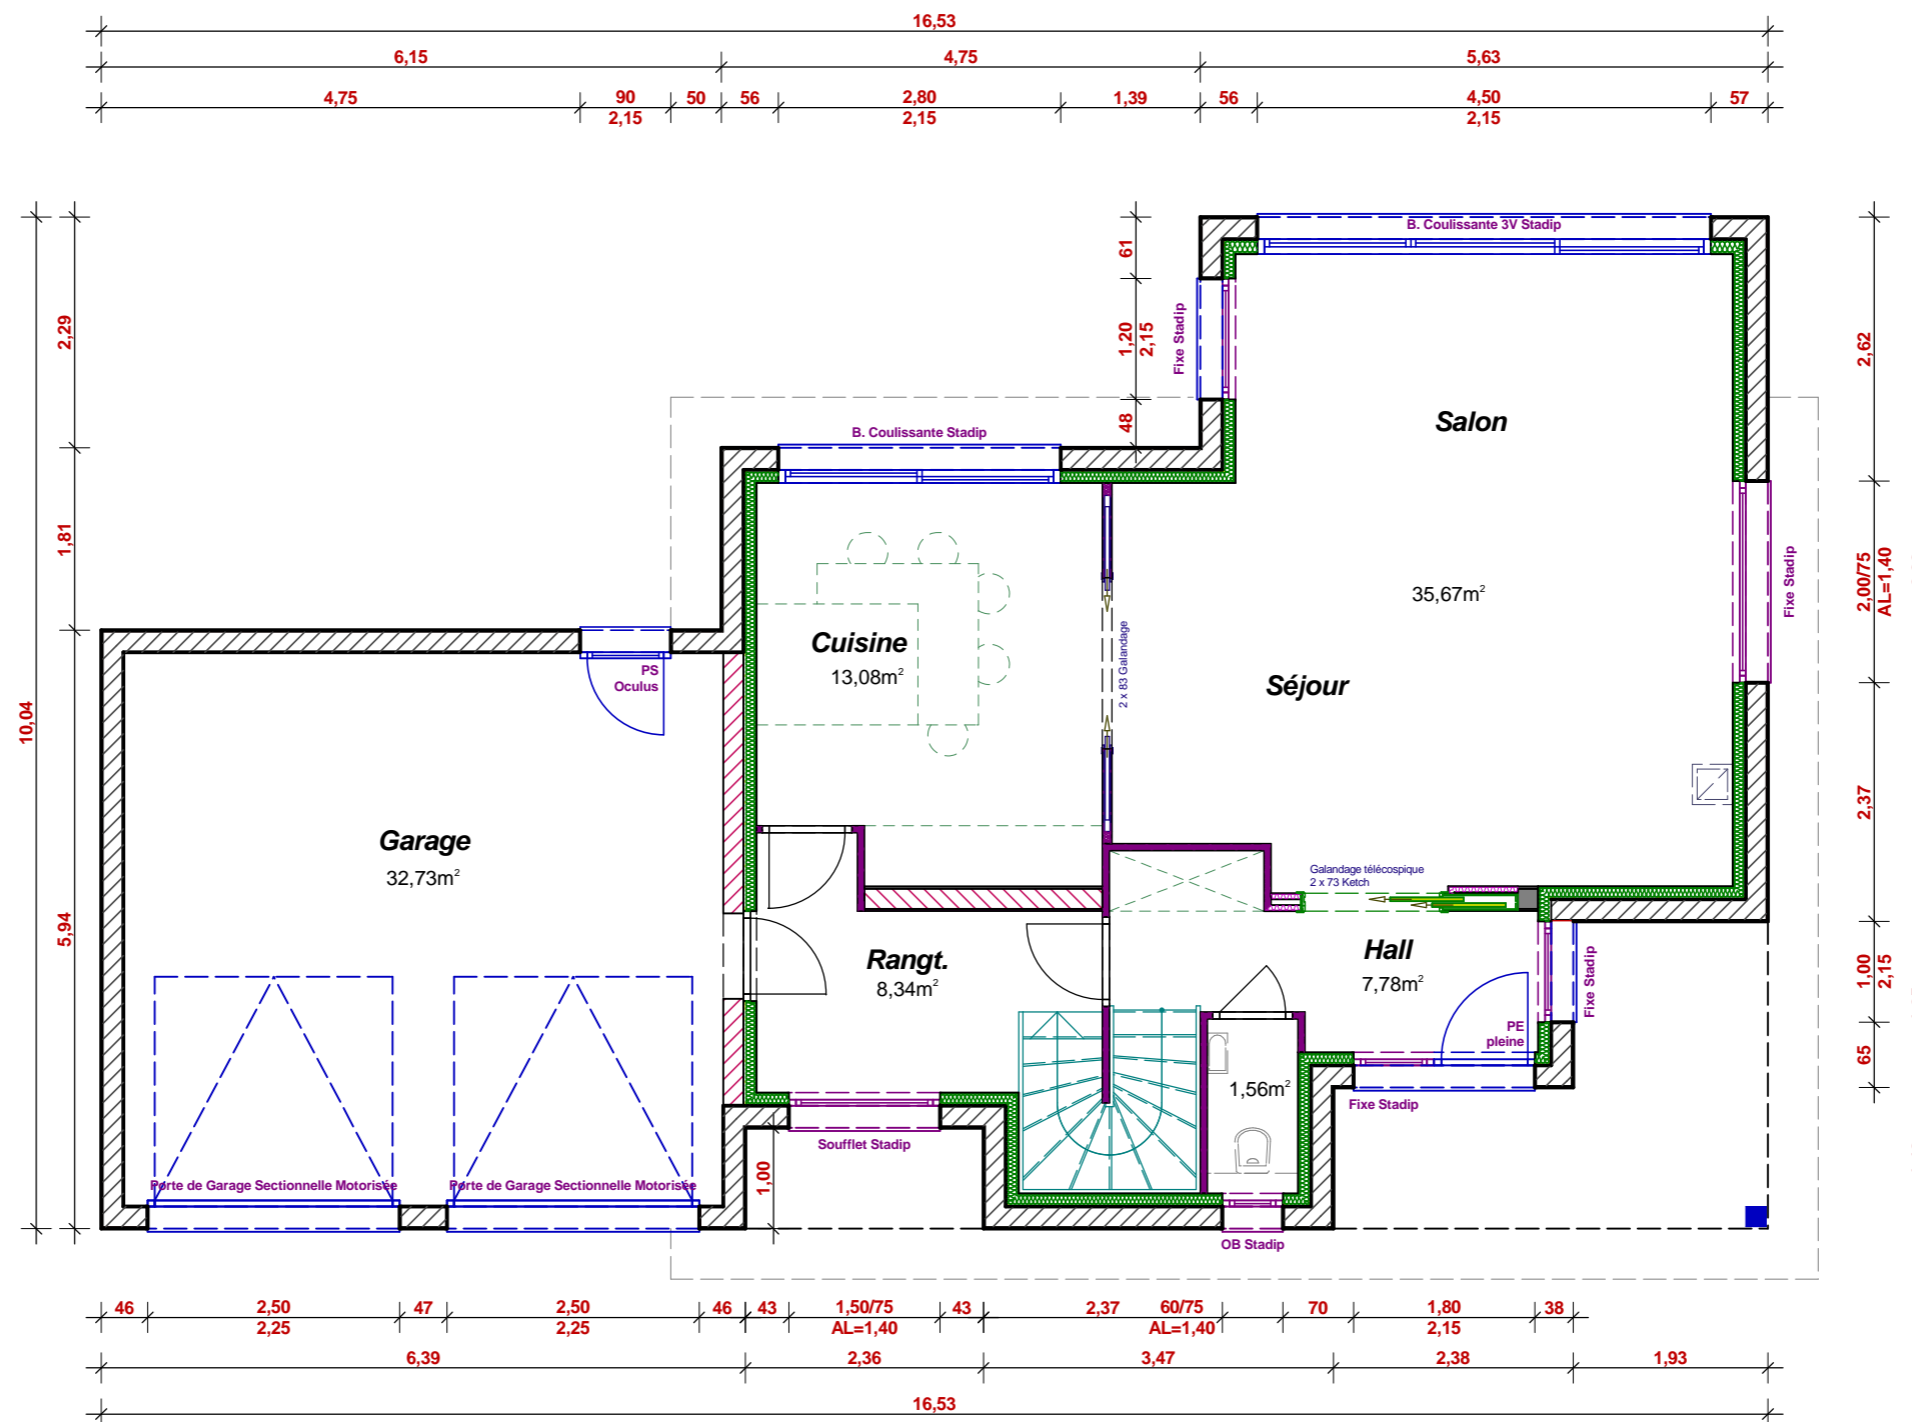 16,53
6,15 4,75 5,63
4,75 90 50 56 2,80 1,39 56 4,50 57
2,15 2,15 2,15
B. Coulissante 3V Stadip
61
1,20
2,15
48
Fixe Stadip
2,29
1,81
10,04
5,94
2,62
2,00/75
AL=1,40
2,37
1,00
2,15
65
Salon
B. Coulissante Stadip
35,67m²
Fixe Stadip
Cuisine
13,08m²
2 x 83 Galandage
Séjour
PS
Oculus
Garage
32,73m²
Galandage télécospique
2 x 73 Ketch
Rangt.
8,34m²
Hall
7,78m²
Fixe Stadip
PE
pleine
1,56m²
Fixe Stadip
Soufflet Stadip
1,00
Porte de Garage Sectionnelle Motorisée
Porte de Garage Sectionnelle Motorisée
OB Stadip
46 2,50 47 2,50 46 43 1,50/75 43 2,37 60/75 70 1,80 38
2,25 2,25 AL=1,40 AL=1,40 2,15
6,39 2,36 3,47 2,38 1,93
16,53